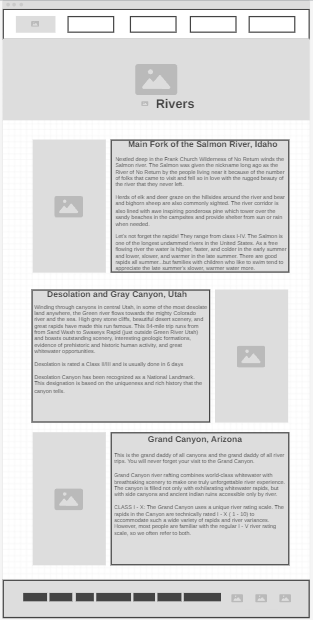 Rivers
Main Fork of the Salmon River, Idaho
Nestled deep in the Frank Church Wilderness of No Return winds the
Salmon river. The Salmon was given the nickname long ago as the
River of No Return by the people living near it because of the number
of folks that came to visit and fell so in love with the rugged beauty of
the river that they never left.
Herds of elk and deer graze on the hillsides around the river and bear
and bighorn sheep are also commonly sighted. The river corridor is
also lined with awe inspiring ponderosa pine which tower over the
sandy beaches in the campsites and provide shelter from sun or rain
when needed.
Let's not forget the rapids! They range from class I-IV. The Salmon is
one of the longest undammed rivers in the United States. As a free
flowing river the water is higher, faster, and colder in the early summer
and lower, slower, and warmer in the late summer. There are good
rapids all summer, but families with children who like to swim tend to
appreciate the late summer's slower, warmer water more.
Desolation and Gray Canyon, Utah
Winding through canyons in central Utah, in some of the most desolate
land anywhere, the Green river flows towards the mighty Colorado
river and the sea. High grey stone cliffs, beautiful desert scenery, and
great rapids have made this run famous. This 84-mile trip runs from
from Sand Wash to Swaseys Rapid (just outside Green River Utah)
and boasts outstanding scenery, interesting geologic formations,
evidence of prehistoric and historic human activity, and great
whitewater opportunities.
Desolation is rated a Class II/III and is usually done in 6 days
Desolation Canyon has been recognized as a National Landmark.
This designation is based on the uniqueness and rich history that the
canyon tells.
Grand Canyon, Arizona
This is the grand daddy of all canyons and the grand daddy of all river
trips. You will never forget your visit to the Grand Canyon.
Grand Canyon river rafting combines world-class whitewater with
breathtaking scenery to make one truly unforgettable river experience.
The canyon is filled not only with exhilarating whitewater rapids, but
with side canyons and ancient indian ruins accessible only by river.
CLASS I - X: The Grand Canyon uses a unique river rating scale. The
rapids in the Canyon are technically rated I - X ( 1 - 10) to
accommodate such a wide variety of rapids and river variances.
However, most people are familiar with the regular I - V river rating
scale, so we often refer to both.